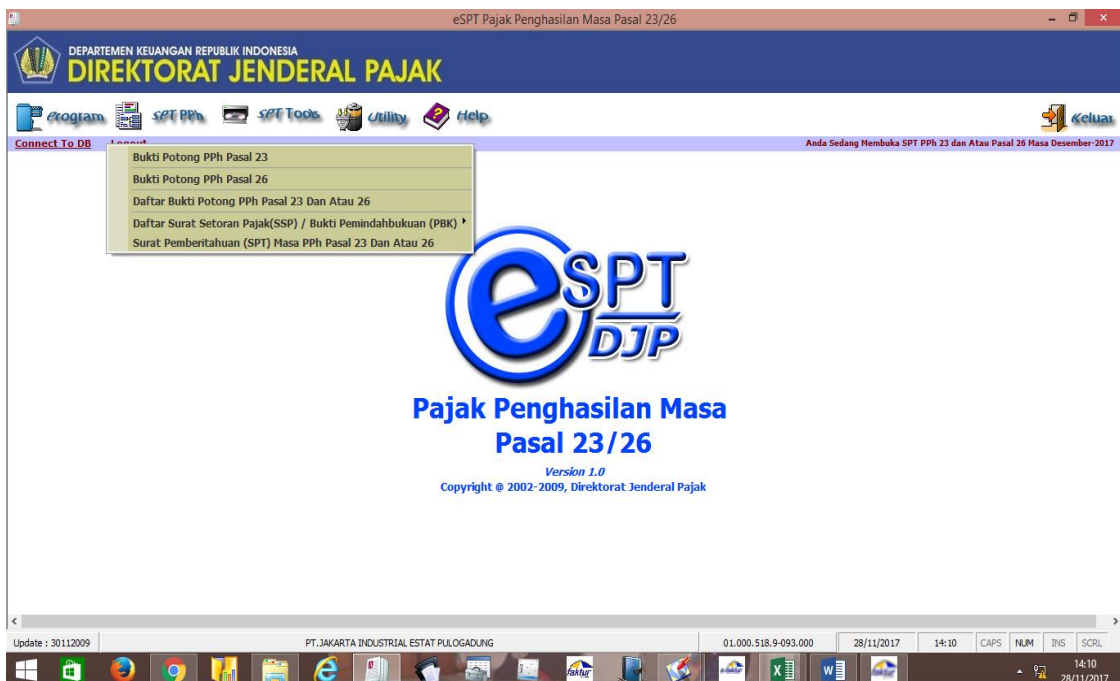 eSPT Pajak Penghasilan Masa Pasal 23/26
DEPARTEMEN KEUANGAN REPUBLIK INDONESIA
DIREKTORAT JENDERAL PAJAK
Program SPT PPh SPT Tools Utility Help Keluar
Connect To DB Logout Anda Sedang Membuka SPT PPh 23 dan Atau Pasal 26 Masa Desember-2017
Bukti Potong PPh Pasal 23
Bukti Potong PPh Pasal 26
Daftar Bukti Potong PPh Pasal 23 Dan Atau 26
Daftar Surat Setoran Pajak(SSP) / Bukti Pemindahbukuan (PBK)
Surat Pemberitahuan (SPT) Masa PPh Pasal 23 Dan Atau 26
eSPT
DJP
Pajak Penghasilan Masa
Pasal 23/26
Version 1.0
Copyright @ 2002-2009, Direktorat Jenderal Pajak
Update : 30112009 PT.JAKARTA INDUSTRIAL ESTAT PULOGADUNG 01.000.518.9-093.000 28/11/2017 14:10 CAPS NUM INS SCRL
faktur
14:10
28/11/2017